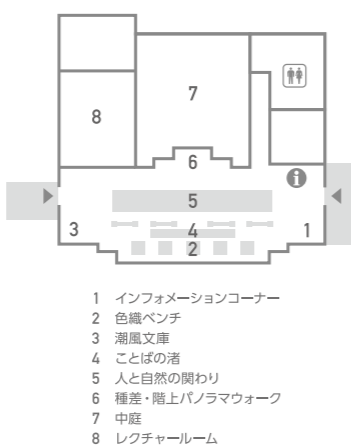 7
8
6
5
3
4
1
2
1 インフォメーションコーナー
2 色織ベンチ
3 潮風文庫
4 ことばの渚
5 人と自然の関わり
6 種差・階上パノラマウォーク
7 中庭
8 レクチャールーム